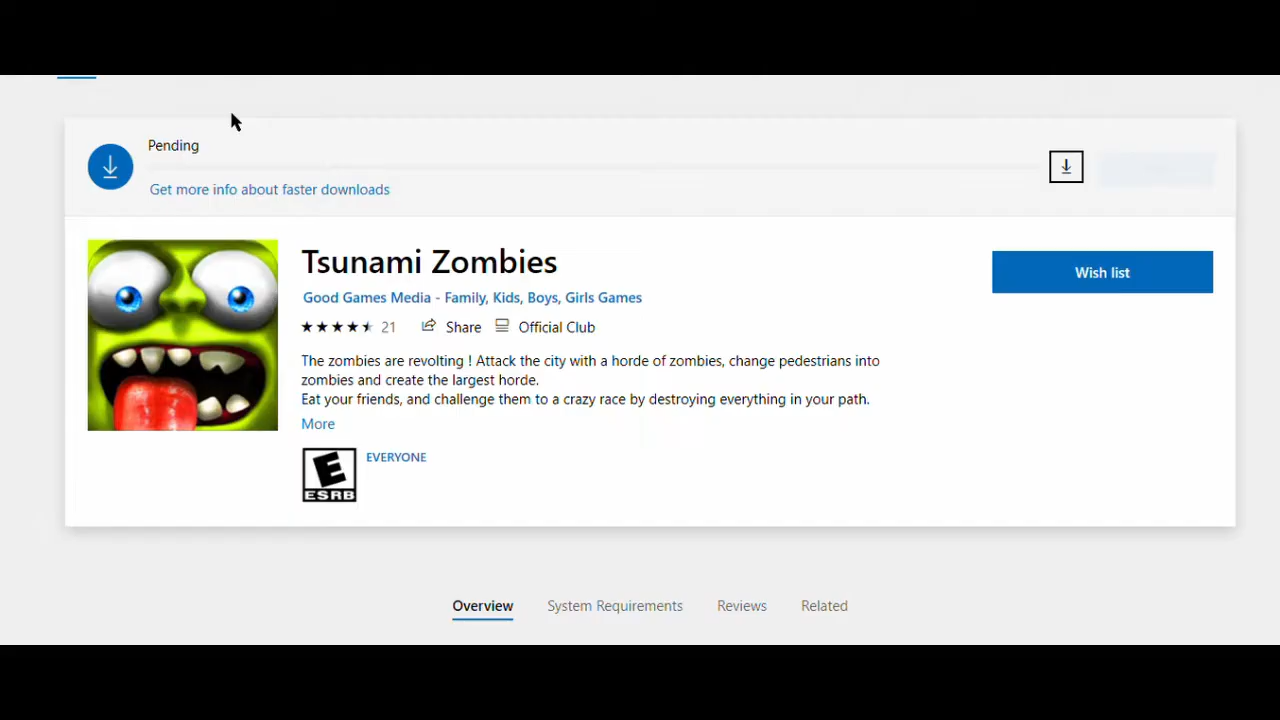 Pending
Get more info about faster downloads
Tsunami Zombies
Wish list
Good Games Media - Family, Kids, Boys, Girls Games
21 Share Official Club
The zombies are revolting ! Attack the city with a horde of zombies, change pedestrians into
zombies and create the largest horde.
Eat your friends, and challenge them to a crazy race by destroying everything in your path.
More
E
ESRB
EVERYONE
Overview System Requirements Reviews Related